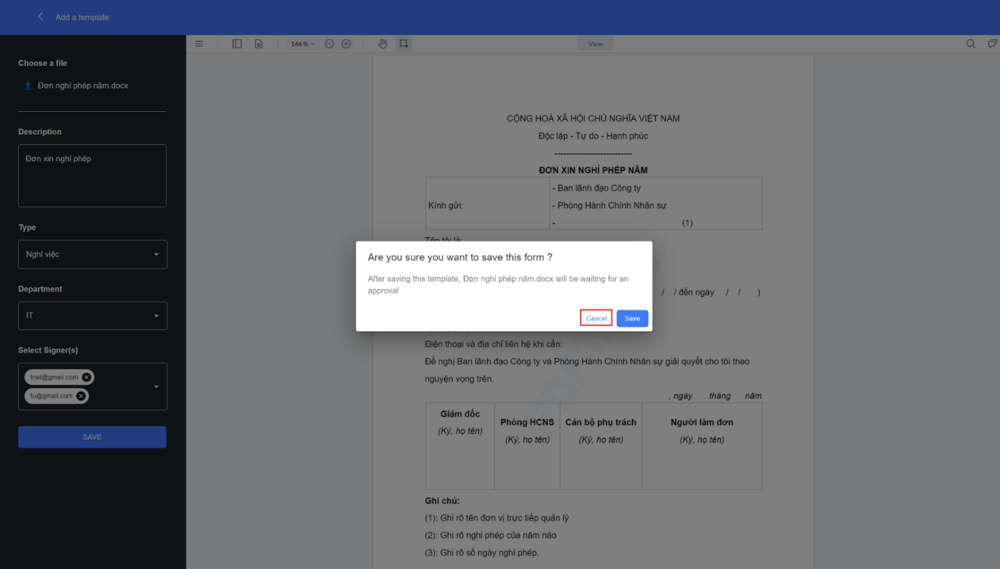 Add a template
Choose a file
Đơn nghỉ phép năm.docx
Description
Đơn xin nghỉ phép
Type
Nghỉ việc
Department
IT
Select Signer(s)
triet@gmail.com
tu@gmail.com
SAVE
146%
View
CỘNG HOÀ XÃ HỘI CHỦ NGHĨA VIỆT NAM
Độc lập - Tự do - Hạnh phúc
---------------------------
ĐƠN XIN NGHỈ PHÉP NĂM
Kính gửi:
- Ban lãnh đạo Công ty
- Phòng Hành Chính Nhân sự
- (1)
Tên tôi là:
/ / đến ngày / / )
Are you sure you want to save this form ?
After saving this template, Đơn nghỉ phép năm.docx will be waiting for an
approval
Cancel
Save
Điện thoại và địa chỉ liên hệ khi cần:
Đề nghị Ban lãnh đạo Công ty và Phòng Hành Chính Nhân sự giải quyết cho tôi theo
nguyện vọng trên.
, ngày tháng năm
Giám đốc
(Ký, họ tên)
Phòng HCNS
(Ký, họ tên)
Cán bộ phụ trách
(Ký, họ tên)
Người làm đơn
(Ký, họ tên)
Ghi chú:
(1): Ghi rõ tên đơn vị trực tiếp quản lý
(2): Ghi rõ nghỉ phép của năm nào
(3): Ghi rõ số ngày nghỉ phép.